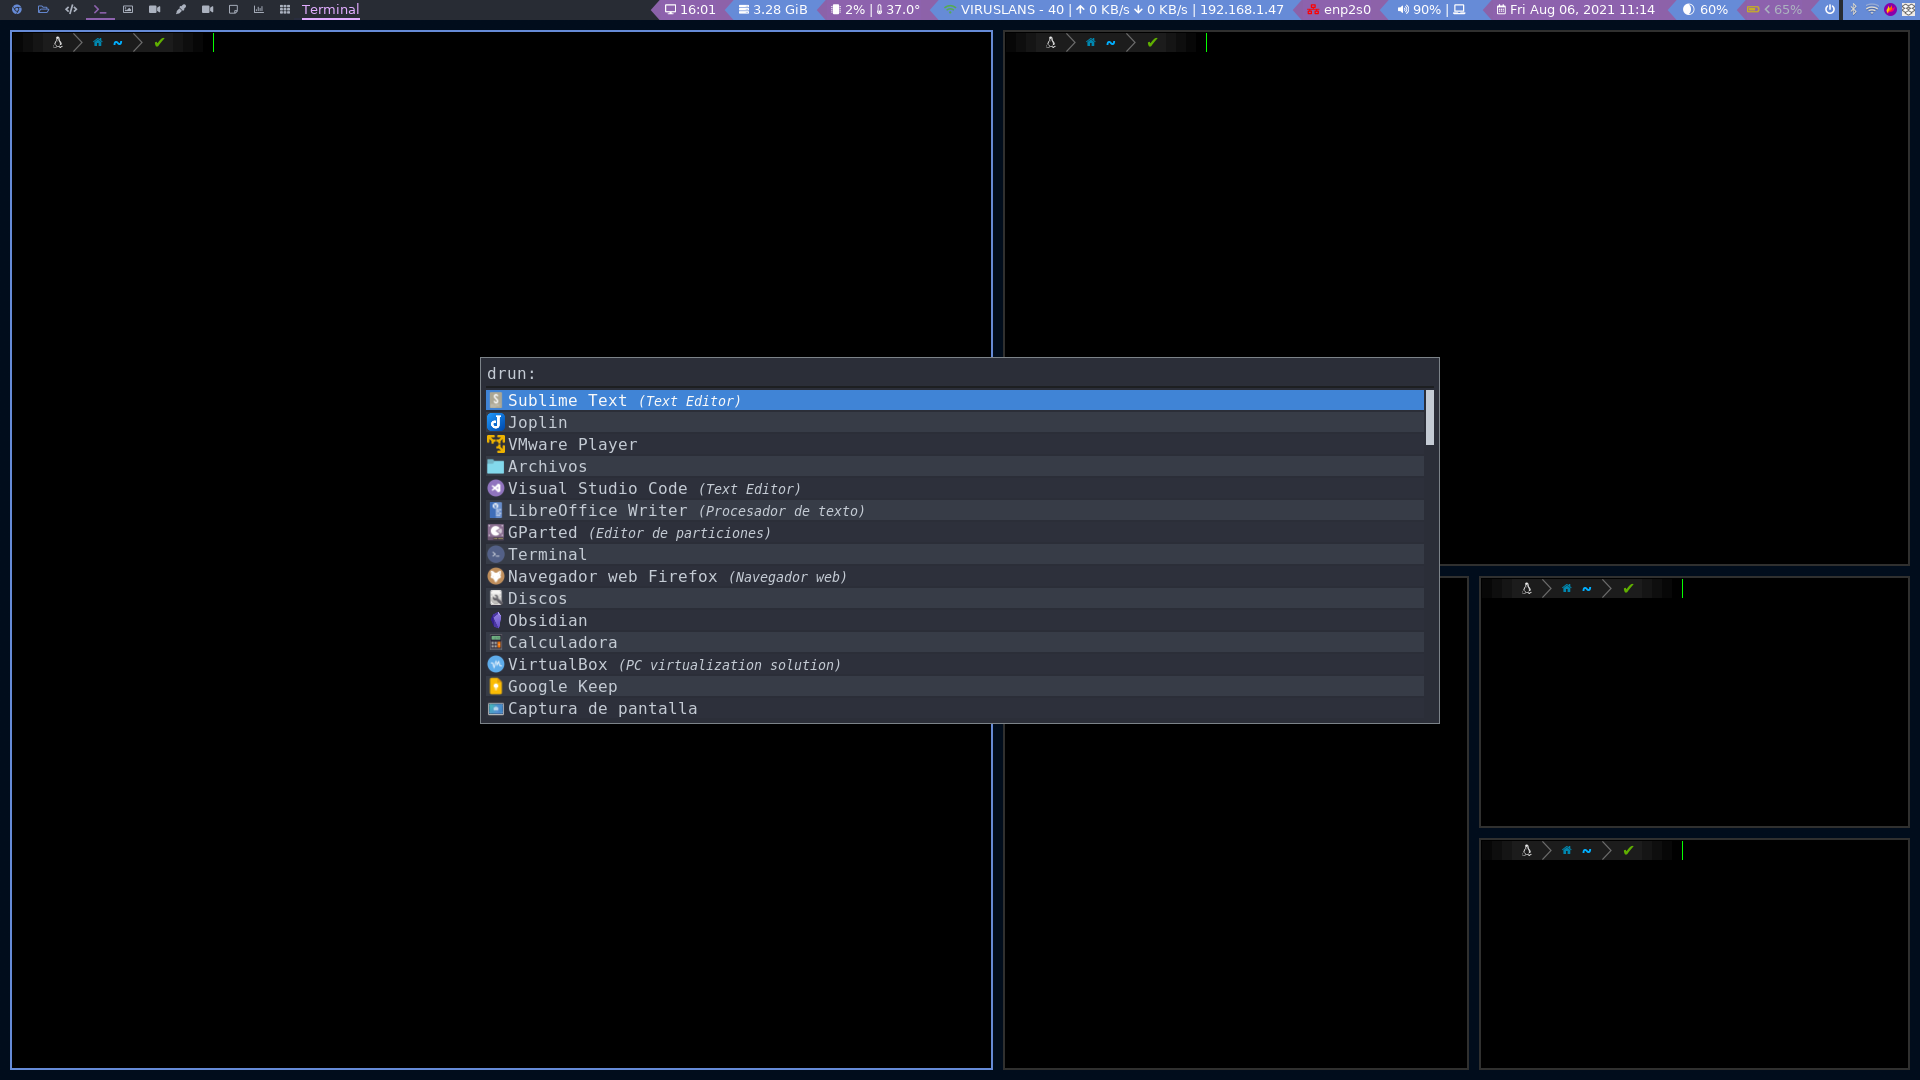 Terminal 16:01 3.28 GiB 2% | 37.0° VIRUSLANS - 40 | ↑ 0 KB/s ↓ 0 KB/s | 192.168.1.47 enp2s0 90% | Fri Aug 06, 2021 11:14 60% < 65%
~ ✔
~ ✔
drun:
Sublime Text (Text Editor)
Joplin
VMware Player
Archivos
Visual Studio Code (Text Editor)
LibreOffice Writer (Procesador de texto)
GParted (Editor de particiones)
Terminal
Navegador web Firefox (Navegador web)
Discos
Obsidian
Calculadora
VirtualBox (PC virtualization solution)
Google Keep
Captura de pantalla
~ ✔
~ ✔